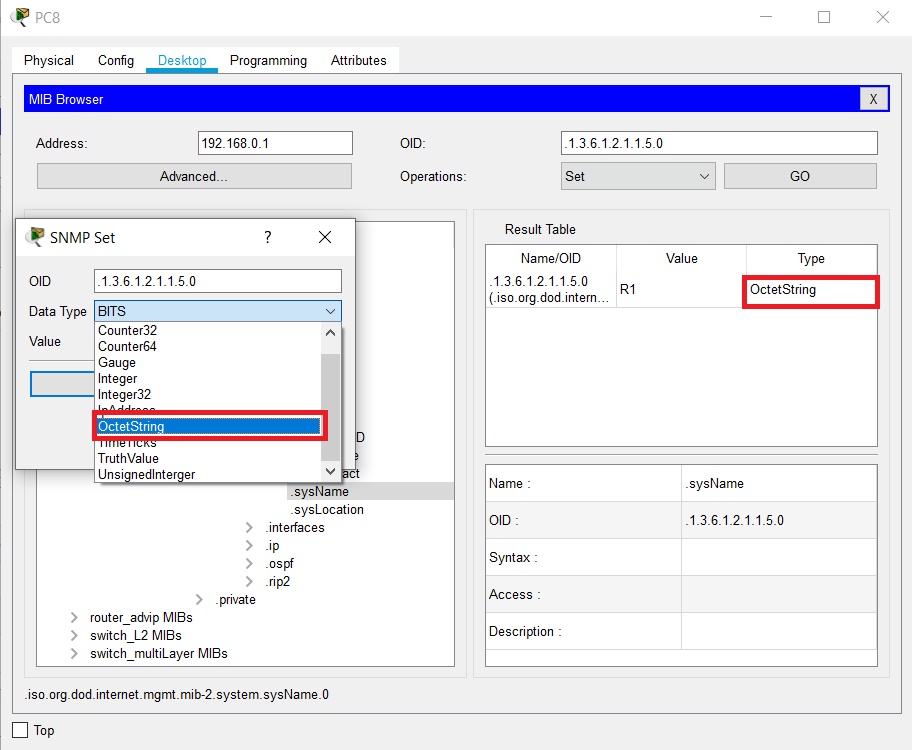 PC8
Physical Config Desktop Programming Attributes
MIB Browser X
Address: 192.168.0.1 OID: .1.3.6.1.2.1.1.5.0
Advanced... Operations: Set GO
SNMP Set ?
OID .1.3.6.1.2.1.1.5.0
Data Type BITS
Value
Counter32
Counter64
Gauge
Integer
Integer32
IpAddress
OctetString
TimeTicks
TruthValue
UnsignedInterger
.sysName
.sysLocation
.interfaces
.ip
.ospf
.rip2
.private
router_advip MIBs
switch_L2 MIBs
switch_multiLayer MIBs
Result Table
Name/OID Value Type
.1.3.6.1.2.1.1.5.0
(.iso.org.dod.intern... R1 OctetString
Name : .sysName
OID : .1.3.6.1.2.1.1.5.0
Syntax :
Access :
Description :
.iso.org.dod.internet.mgmt.mib-2.system.sysName.0
Top